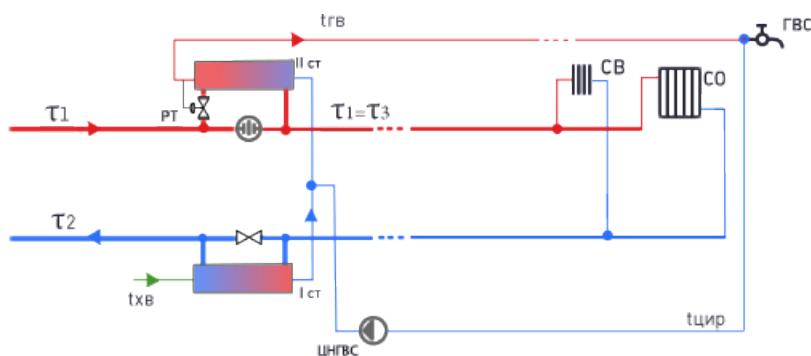 tгв
ГВС
II ст
СВ
СО
τ1
РТ
τ1=τ3
τ2
I ст
tхв
tцир
ЦНГВС